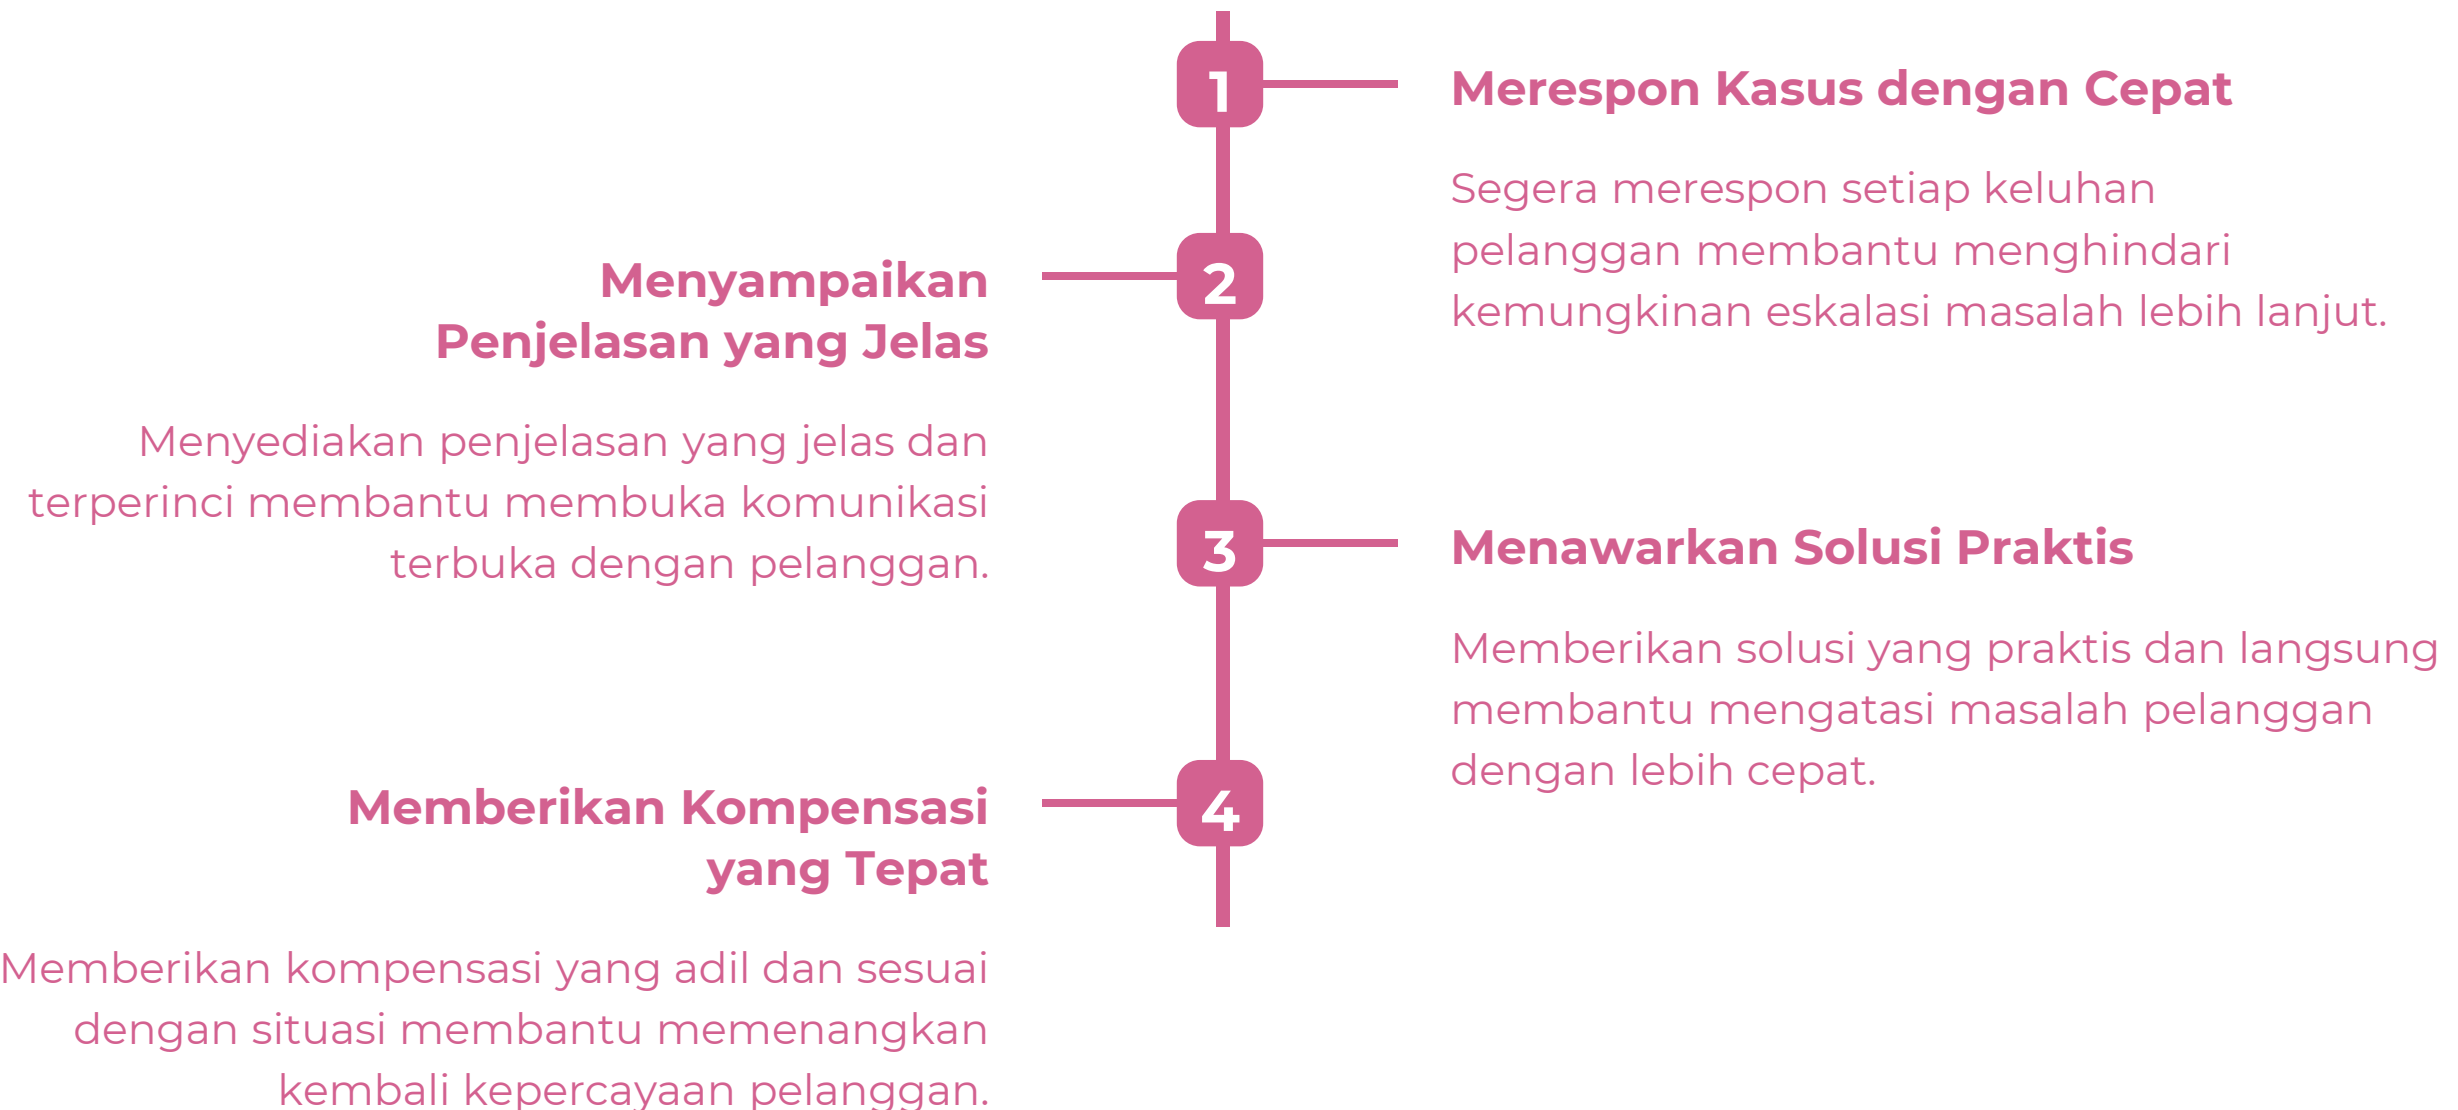 1
Merespon Kasus dengan Cepat
Segera merespon setiap keluhan
pelanggan membantu menghindari
kemungkinan eskalasi masalah lebih lanjut.
2
Menyampaikan
Penjelasan yang Jelas
Menyediakan penjelasan yang jelas dan
terperinci membantu membuka komunikasi
terbuka dengan pelanggan.
3
Menawarkan Solusi Praktis
Memberikan solusi yang praktis dan langsung
membantu mengatasi masalah pelanggan
dengan lebih cepat.
4
Memberikan Kompensasi
yang Tepat
Memberikan kompensasi yang adil dan sesuai
dengan situasi membantu memenangkan
kembali kepercayaan pelanggan.